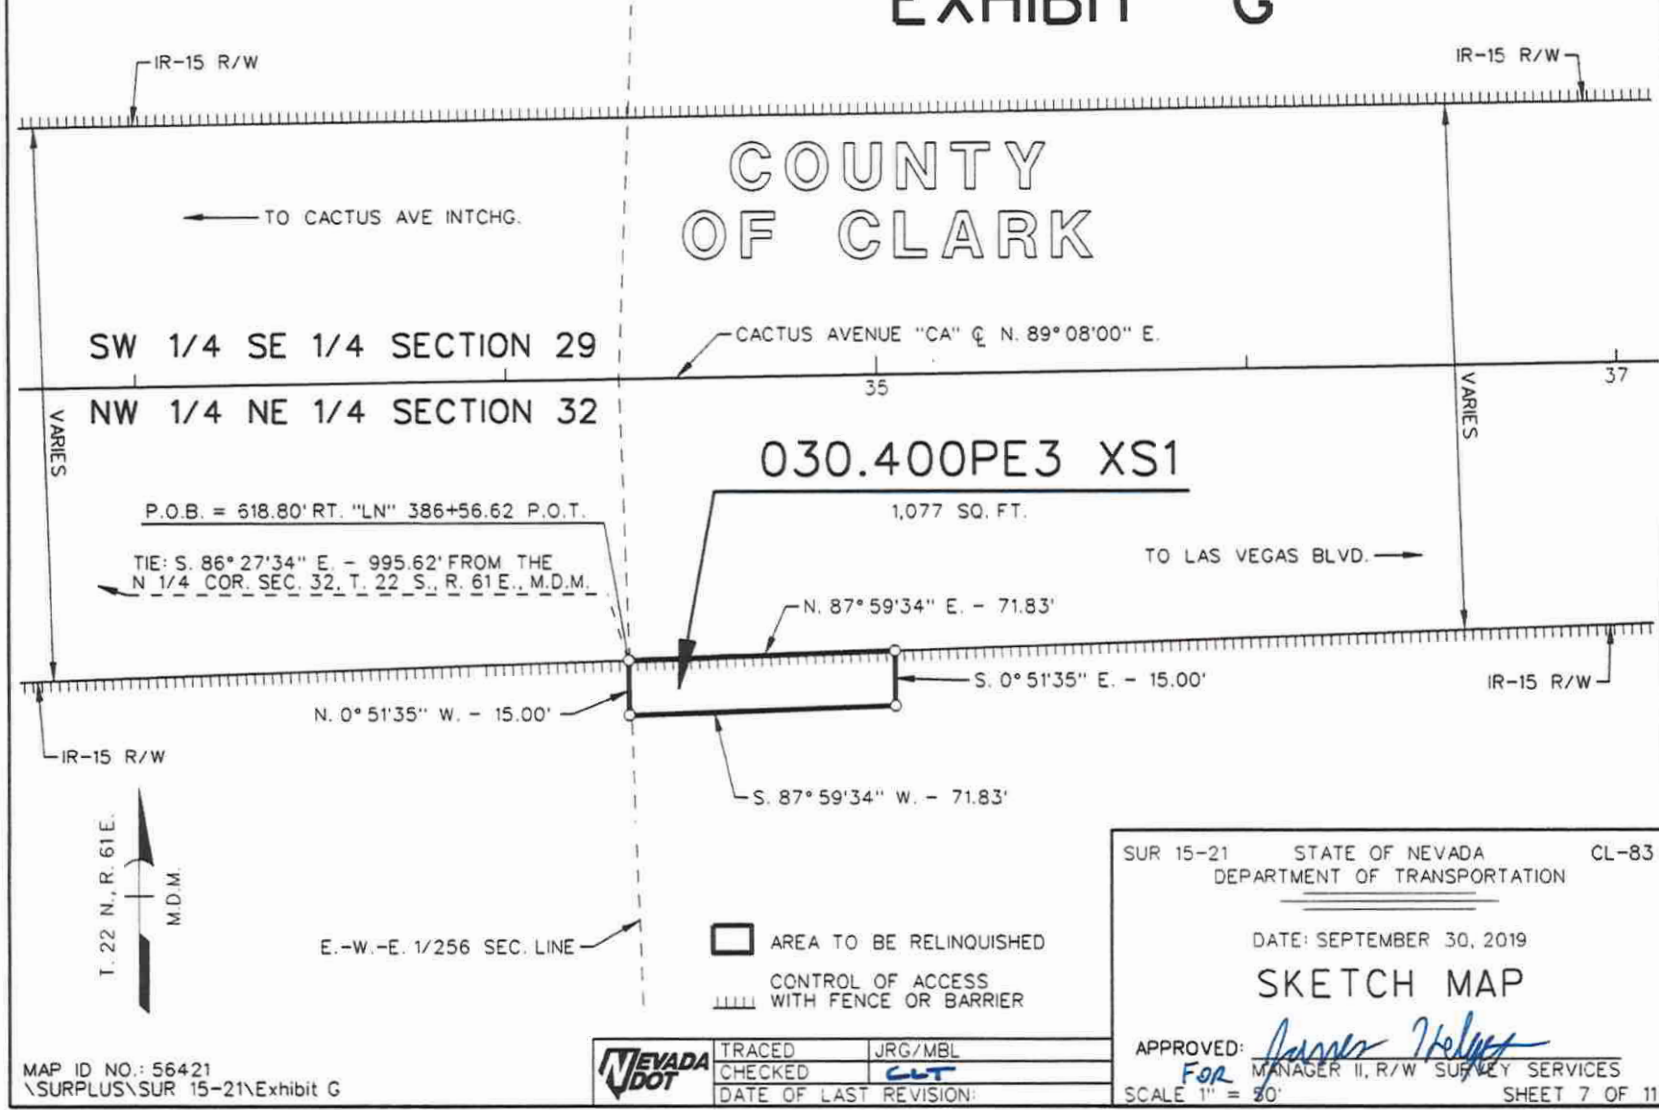 EXHIBIT G
IR-15 R/W
IR-15 R/W
COUNTY
OF CLARK
TO CACTUS AVE INTCHG.
SW 1/4 SE 1/4 SECTION 29
CACTUS AVENUE "CA" ℄ N. 89°08'00" E.
35
37
NW 1/4 NE 1/4 SECTION 32
VARIES
VARIES
030.400PE3 XS1
1,077 SQ. FT.
P.O.B. = 618.80' RT. "LN" 386+56.62 P.O.T.
TIE: S. 86°27'34" E. - 995.62' FROM THE
N 1/4 COR. SEC. 32, T. 22 S., R. 61 E., M.D.M.
TO LAS VEGAS BLVD.
N. 87°59'34" E. - 71.83'
S. 0°51'35" E. - 15.00'
IR-15 R/W
N. 0°51'35" W. - 15.00'
IR-15 R/W
S. 87°59'34" W. - 71.83'
T. 22 N., R. 61 E.
M.D.M.
E.-W.-E. 1/256 SEC. LINE
AREA TO BE RELINQUISHED
CONTROL OF ACCESS
WITH FENCE OR BARRIER
SUR 15-21 STATE OF NEVADA CL-83
DEPARTMENT OF TRANSPORTATION
DATE: SEPTEMBER 30, 2019
SKETCH MAP
APPROVED:
FOR MANAGER II, R/W SURVEY SERVICES
SCALE 1" = 50' SHEET 7 OF 11
NEVADA
DOT
TRACED JRG/MBL
CHECKED CLT
DATE OF LAST REVISION:
MAP ID NO.: 56421
\SURPLUS\SUR 15-21\Exhibit G